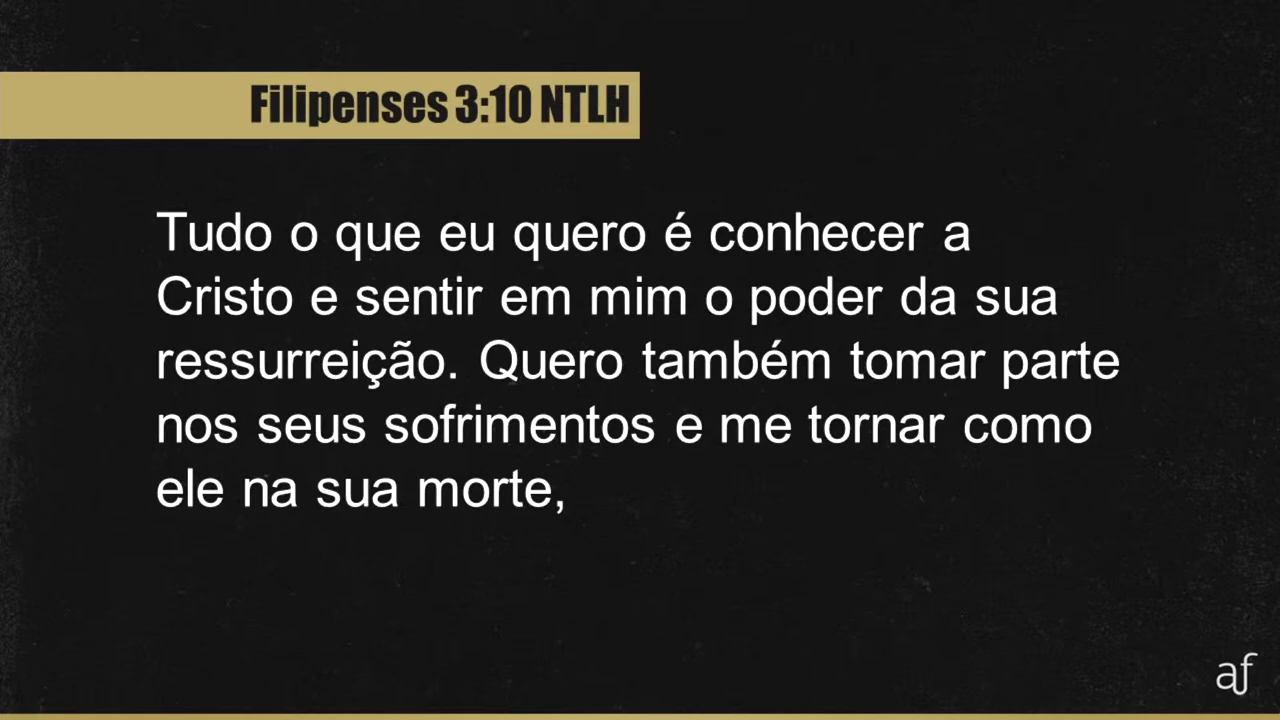 Filipenses 3:10 NTLH
Tudo o que eu quero é conhecer a
Cristo e sentir em mim o poder da sua
ressurreição. Quero também tomar parte
nos seus sofrimentos e me tornar como
ele na sua morte,
af